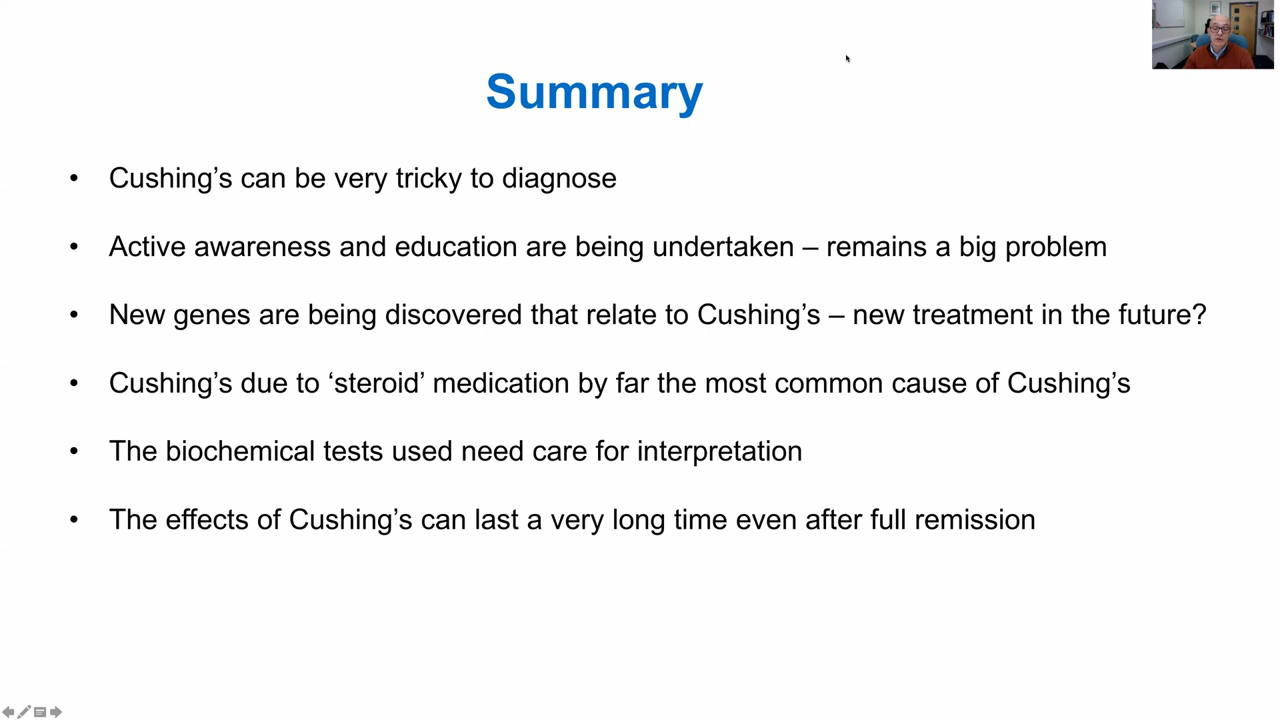 Summary
• Cushing’s can be very tricky to diagnose
• Active awareness and education are being undertaken – remains a big problem
• New genes are being discovered that relate to Cushing’s – new treatment in the future?
• Cushing’s due to ‘steroid’ medication by far the most common cause of Cushing’s
• The biochemical tests used need care for interpretation
• The effects of Cushing’s can last a very long time even after full remission